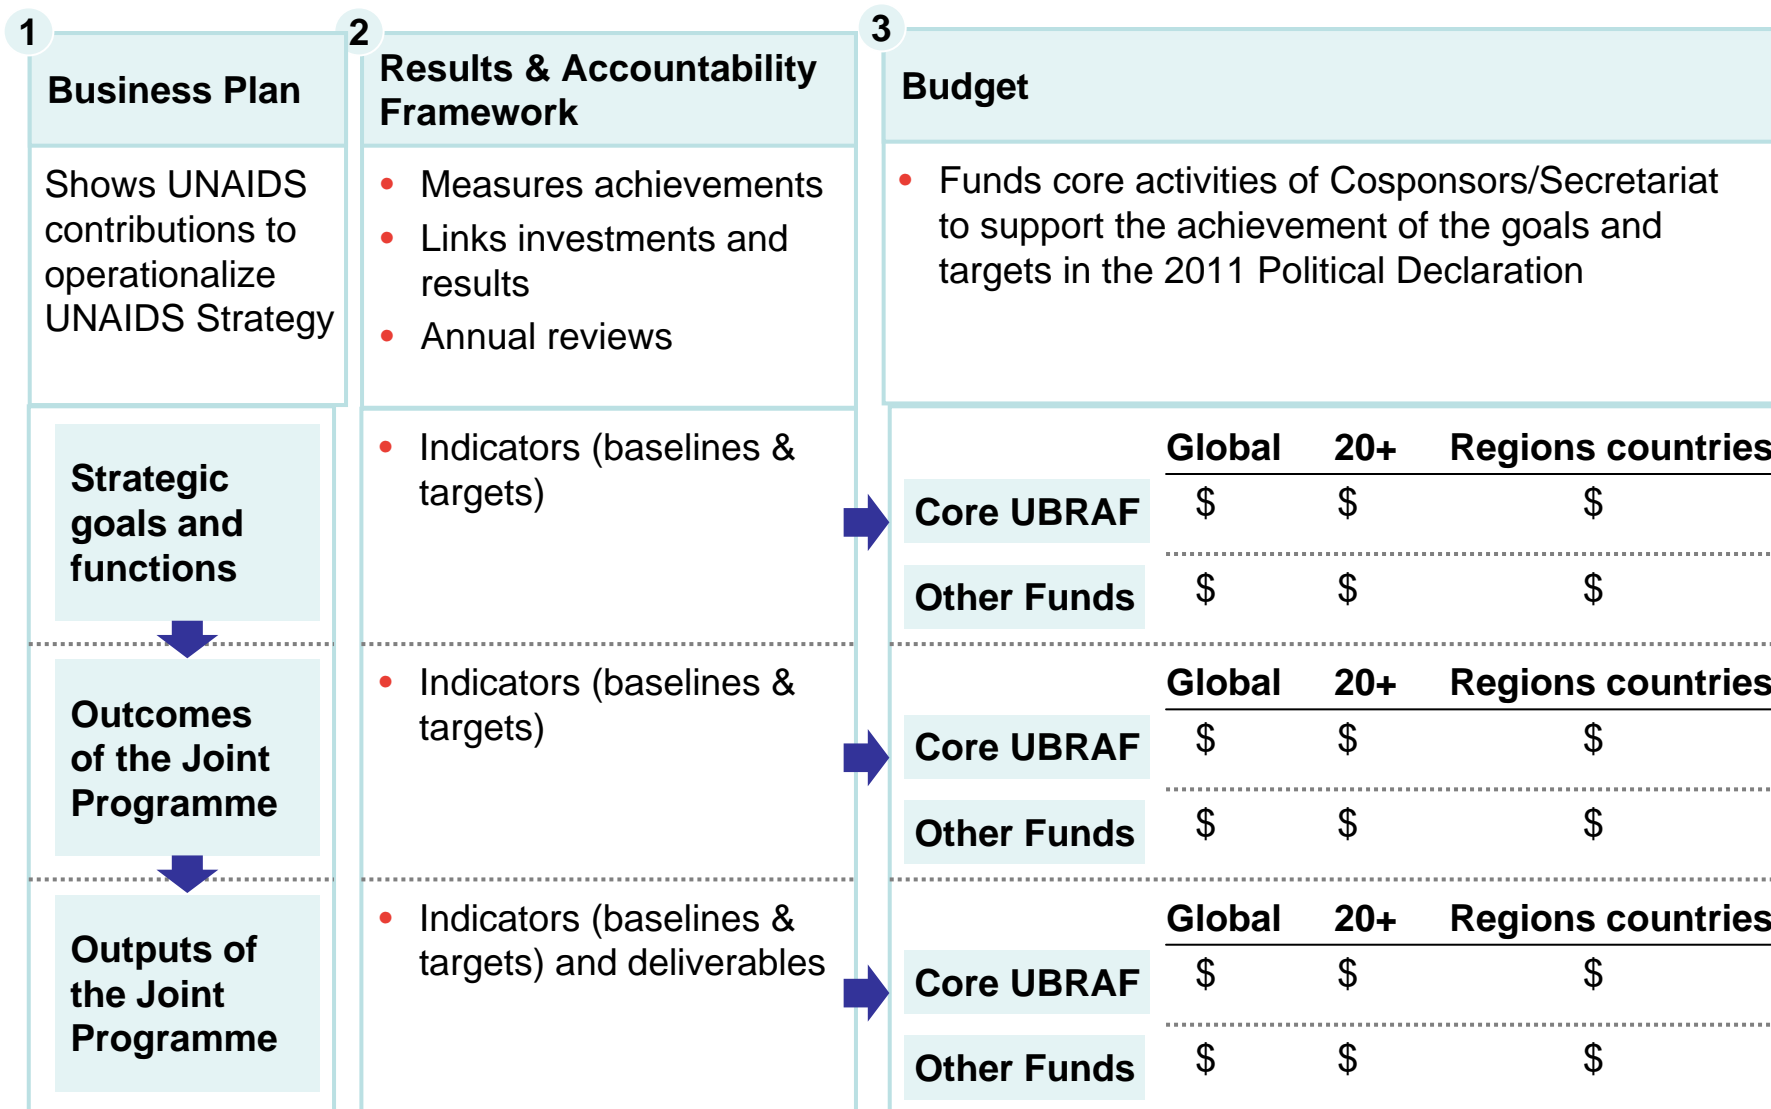 1
Business Plan
Shows UNAIDS
contributions to
operationalize
UNAIDS Strategy
2
Results & Accountability
Framework
• Measures achievements
• Links investments and
results
• Annual reviews
3
Budget
• Funds core activities of Cosponsors/Secretariat
to support the achievement of the goals and
targets in the 2011 Political Declaration
Strategic
goals and
functions
• Indicators (baselines &
targets)
Global 20+ Regions countries
Core UBRAF $ $ $
Other Funds $ $ $
Outcomes
of the Joint
Programme
• Indicators (baselines &
targets)
Global 20+ Regions countries
Core UBRAF $ $ $
Other Funds $ $ $
Outputs of
the Joint
Programme
• Indicators (baselines &
targets) and deliverables
Global 20+ Regions countries
Core UBRAF $ $ $
Other Funds $ $ $